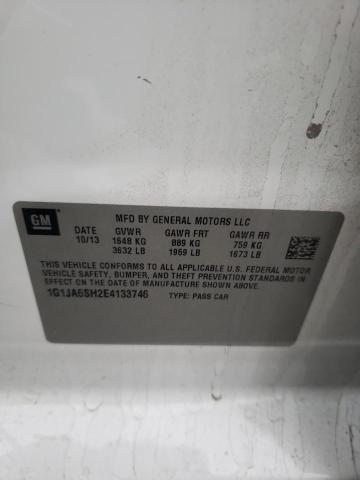 GM
MFD BY GENERAL MOTORS LLC
DATE GVWR GAWR FRT GAWR RR
10/13 1648 KG 889 KG 759 KG
3632 LB 1959 LB 1673 LB
THIS VEHICLE CONFORMS TO ALL APPLICABLE U.S. FEDERAL MOTOR
VEHICLE SAFETY, BUMPER, AND THEFT PREVENTION STANDARDS IN
EFFECT ON THE DATE OF MANUFACTURE SHOWN ABOVE.
1G1JA6SH2E4133746 TYPE: PASS CAR